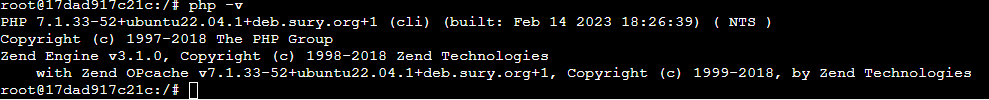 root@17dad917c21c:/# php -v
PHP 7.1.33-52+ubuntu22.04.1+deb.sury.org+1 (cli) (built: Feb 14 2023 18:26:39) ( NTS )
Copyright (c) 1997-2018 The PHP Group
Zend Engine v3.1.0, Copyright (c) 1998-2018 Zend Technologies
    with Zend OPcache v7.1.33-52+ubuntu22.04.1+deb.sury.org+1, Copyright (c) 1999-2018, by Zend Technologies
root@17dad917c21c:/#